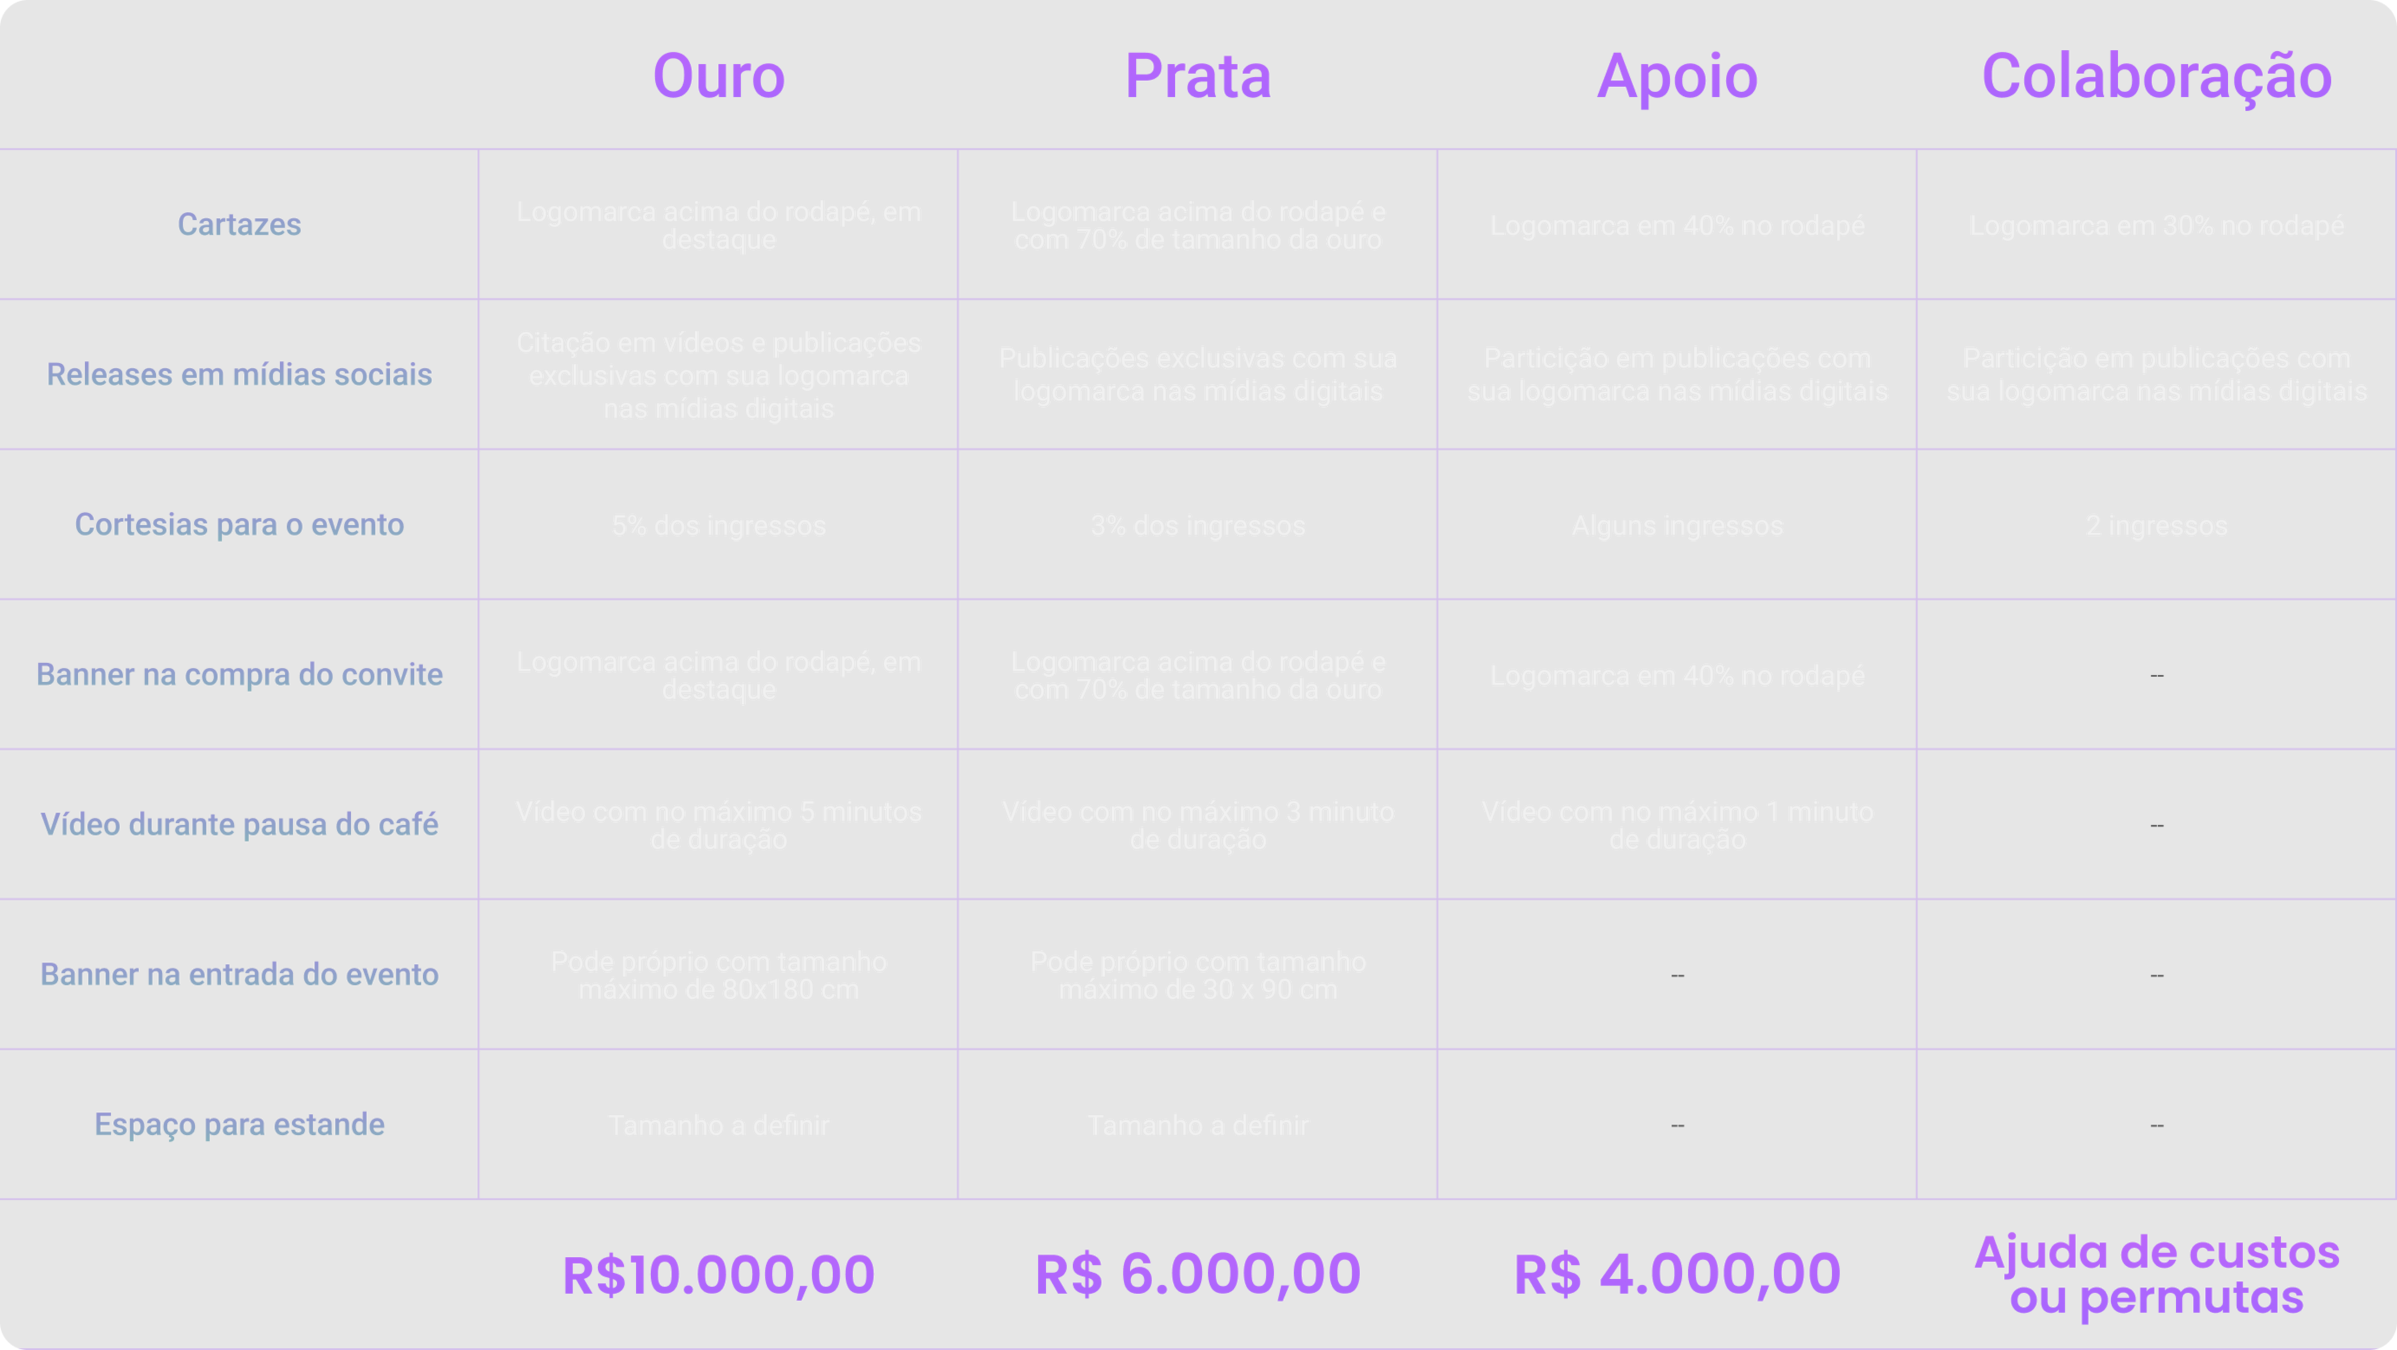 Ouro Prata Apoio Colaboração
Cartazes
Logomarca acima do rodapé, em
destaque
Logomarca acima do rodapé e
com 70% de tamanho da ouro
Logomarca em 40% no rodapé
Logomarca em 30% no rodapé
Releases em mídias sociais
Citação em vídeos e publicações
exclusivas com sua logomarca
nas mídias digitais
Publicações exclusivas com sua
logomarca nas mídias digitais
Particição em publicações com
sua logomarca nas mídias digitais
Particição em publicações com
sua logomarca nas mídias digitais
Cortesias para o evento
5% dos ingressos
3% dos ingressos
Alguns ingressos
2 ingressos
Banner na compra do convite
Logomarca acima do rodapé, em
destaque
Logomarca acima do rodapé e
com 70% de tamanho da ouro
Logomarca em 40% no rodapé
--
Vídeo durante pausa do café
Vídeo com no máximo 5 minutos
de duração
Vídeo com no máximo 3 minuto
de duração
Vídeo com no máximo 1 minuto
de duração
--
Banner na entrada do evento
Pode próprio com tamanho
máximo de 80x180 cm
Pode próprio com tamanho
máximo de 30 x 90 cm
--
--
Espaço para estande
Tamanho a definir
Tamanho a definir
--
--
R$10.000,00
R$ 6.000,00
R$ 4.000,00
Ajuda de custos
ou permutas